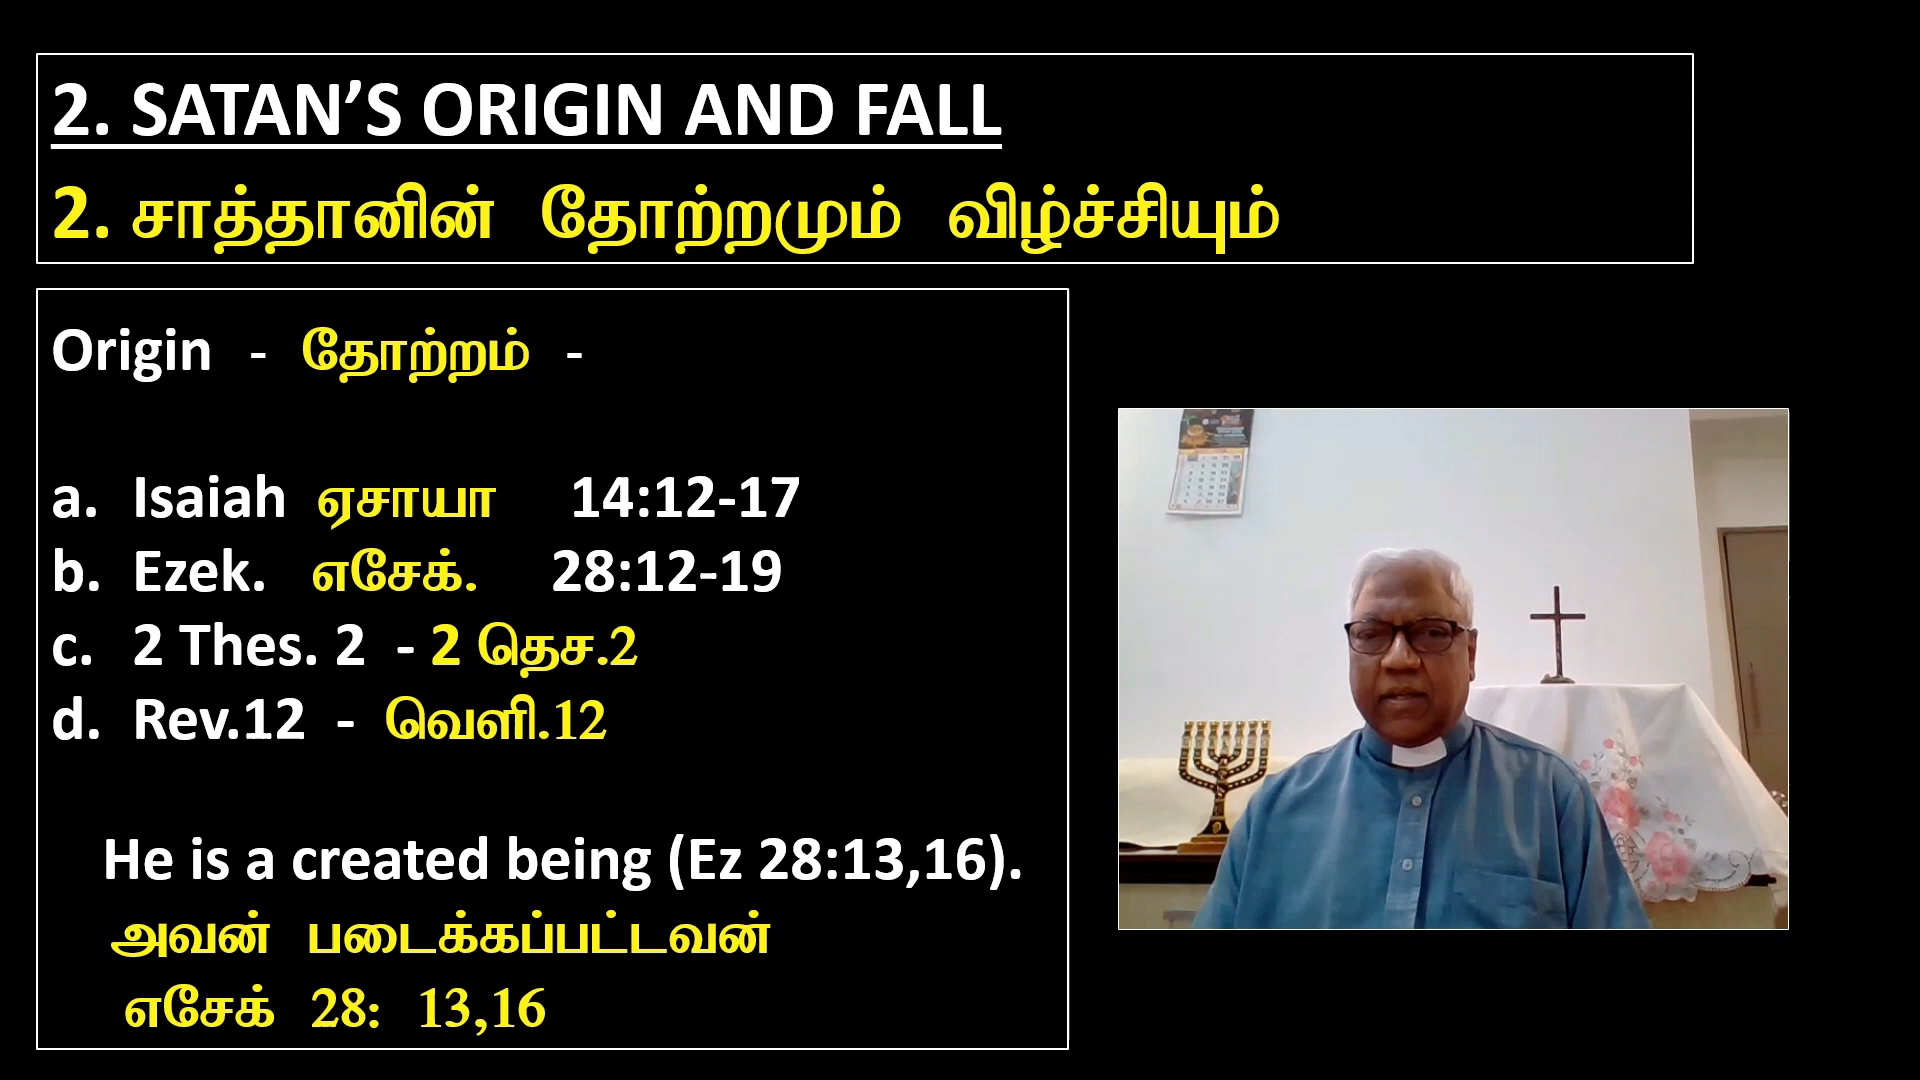 2. SATAN’S ORIGIN AND FALL
2. சாத்தானின் தோற்றமும் விழ்ச்சியும்
Origin - தோற்றம் -
a. Isaiah ஏசாயா 14:12-17
b. Ezek. எசேக். 28:12-19
c. 2 Thes. 2 - 2 தெச.2
d. Rev.12 - வெளி.12
He is a created being (Ez 28:13,16).
அவன் படைக்கப்பட்டவன்
எசேக் 28: 13,16